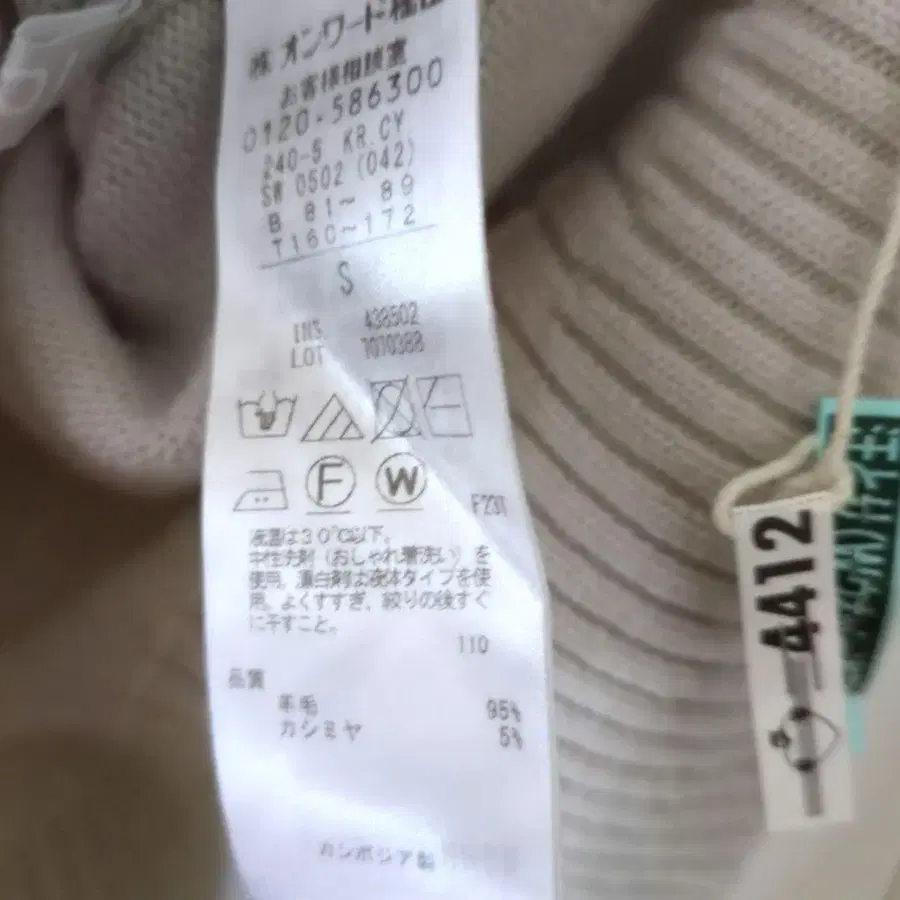 ㈱ オンワード樫山
お客様相談室
0120-586300
240-5 KR.CY
SW 0502 (042)
B 81~ 89
T160~172
S
INS 438502
LOT 7070388
F
W
F23T
液温は30℃以下。
中性洗剤(おしゃれ着洗い)を
使用。漂白剤は液体タイプを使
用。よくすすぎ、絞りの後すぐ
に干すこと。
110
品質
羊毛 95%
カシミヤ 5%
カンボジア製
4412